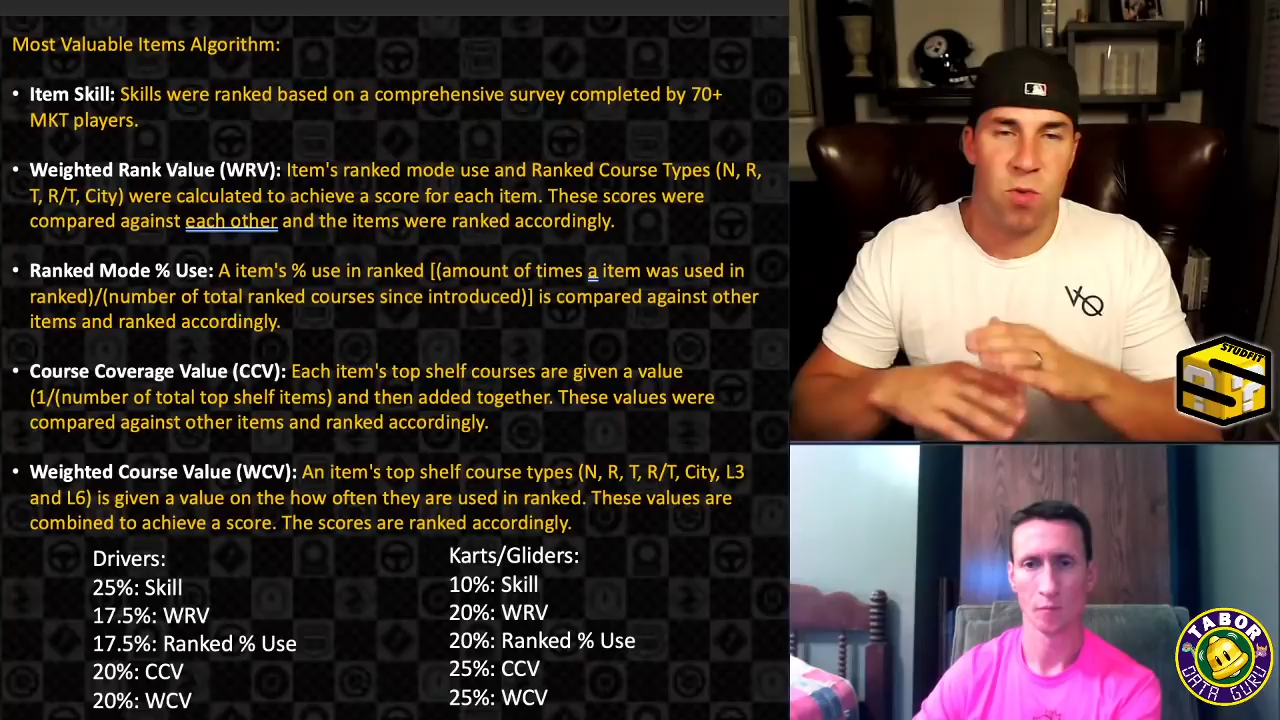 Most Valuable Items Algorithm:
• Item Skill: Skills were ranked based on a comprehensive survey completed by 70+
MKT players.
• Weighted Rank Value (WRV): Item's ranked mode use and Ranked Course Types (N, R,
T, R/T, City) were calculated to achieve a score for each item. These scores were
compared against each other and the items were ranked accordingly.
• Ranked Mode % Use: A item's % use in ranked [(amount of times a item was used in
ranked)/(number of total ranked courses since introduced)] is compared against other
items and ranked accordingly.
• Course Coverage Value (CCV): Each item's top shelf courses are given a value
(1/(number of total top shelf items) and then added together. These values were
compared against other items and ranked accordingly.
• Weighted Course Value (WCV): An item's top shelf course types (N, R, T, R/T, City, L3
and L6) is given a value on the how often they are used in ranked. These values are
combined to achieve a score. The scores are ranked accordingly.
Drivers:
25%: Skill
17.5%: WRV
17.5%: Ranked % Use
20%: CCV
20%: WCV
Karts/Gliders:
10%: Skill
20%: WRV
20%: Ranked % Use
25%: CCV
25%: WCV
STUDPIT
TABOR
DATA GURU